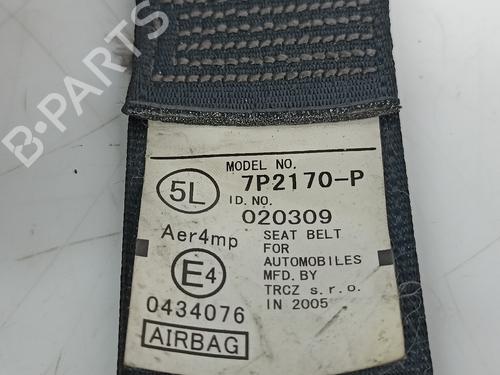 B-PARTS
MODEL NO.
5L
7P2170-P
ID. NO.
020309
Aer4mp
SEAT BELT
FOR
E4
AUTOMOBILES
MFD. BY
0434076
TRCZ s.r.o.
AIRBAG
IN 2005